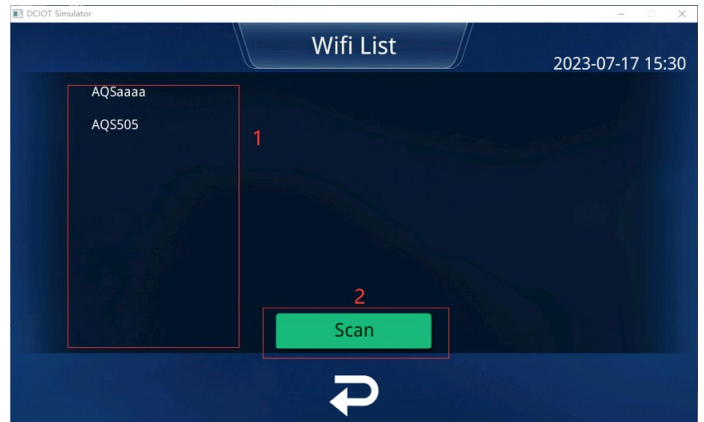 DCIOT Simulator
Wifi List
2023-07-17 15:30
AQSaaaa
AQS505
1
2
Scan